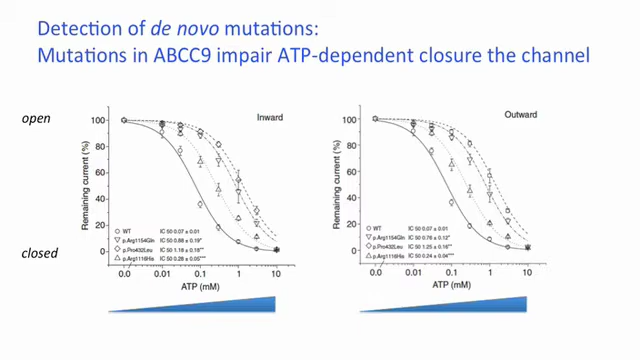 Detection of de novo mutations:
Mutations in ABCC9 impair ATP-dependent closure the channel
open
closed
Inward
Remaining current (%)
100
80
60
40
20
0
WT IC 50 0.07 ± 0.01
p.Arg1154Gln IC 50 0.88 ± 0.19*
p.Pro432Leu IC 50 1.18 ± 0.18**
p.Arg1116His IC 50 0.28 ± 0.05***
0.0 0.01 0.1 1 10
ATP (mM)
Outward
Remaining current (%)
100
80
60
40
20
0
WT IC 50 0.07 ± 0.01
p.Arg1154Gln IC 50 0.76 ± 0.12*
p.Pro432Leu IC 50 1.25 ± 0.16**
p.Arg1116His IC 50 0.24 ± 0.04***
0.0 0.01 0.1 1 10
ATP (mM)